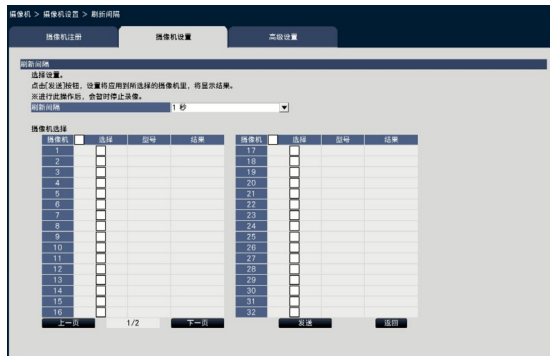 摄像机 > 摄像机设置 > 刷新间隔
摄像机注册 摄像机设置 高级设置
刷新间隔
选择设置。
点击[发送]按钮，设置将应用到所选择的摄像机里，将显示结果。
※进行此操作后，会暂时停止录像。
刷新间隔 1 秒
摄像机选择
摄像机 选择 型号 结果 摄像机 选择 型号 结果
1 17
2 18
3 19
4 20
5 21
6 22
7 23
8 24
9 25
10 26
11 27
12 28
13 29
14 30
15 31
16 32
上一页 1/2 下一页 发送 返回